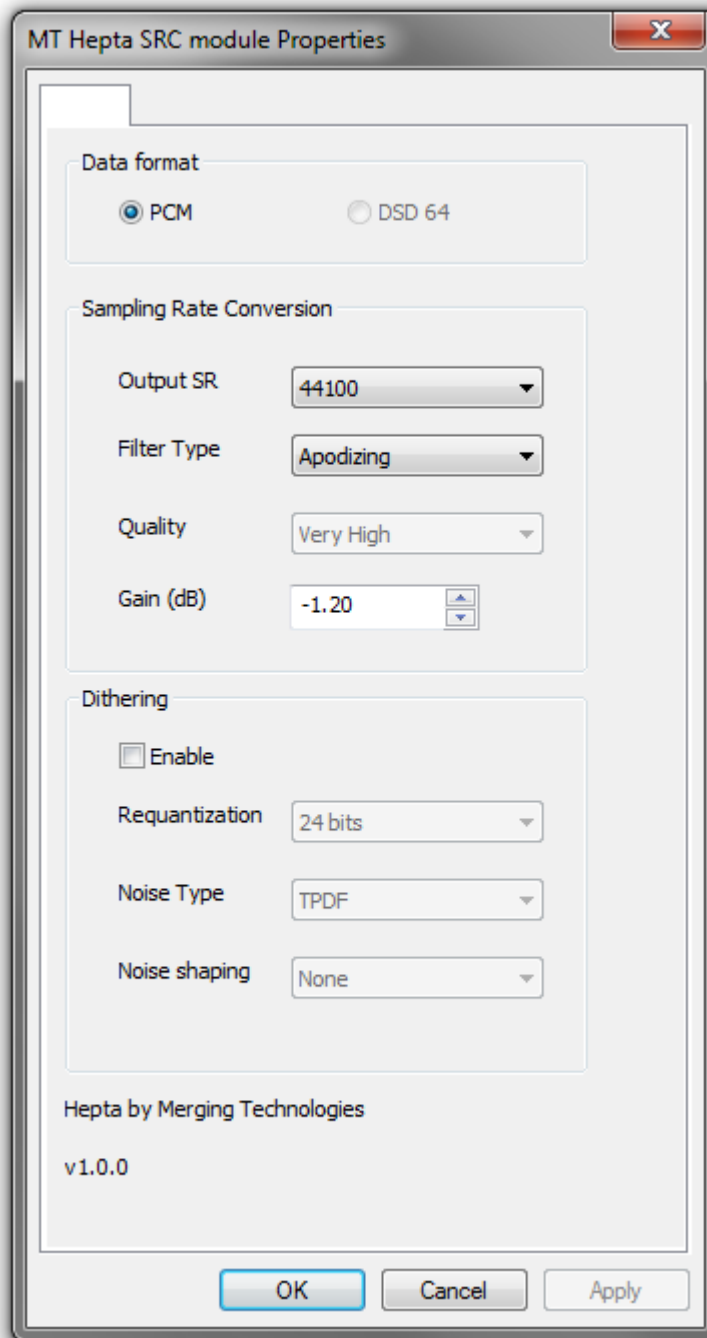 MT Hepta SRC module Properties
Data format
PCM DSD 64
Sampling Rate Conversion
Output SR 44100
Filter Type Apodizing
Quality Very High
Gain (dB) -1.20
Dithering
Enable
Requantization 24 bits
Noise Type TPDF
Noise shaping None
Hepta by Merging Technologies
v1.0.0
OK Cancel Apply